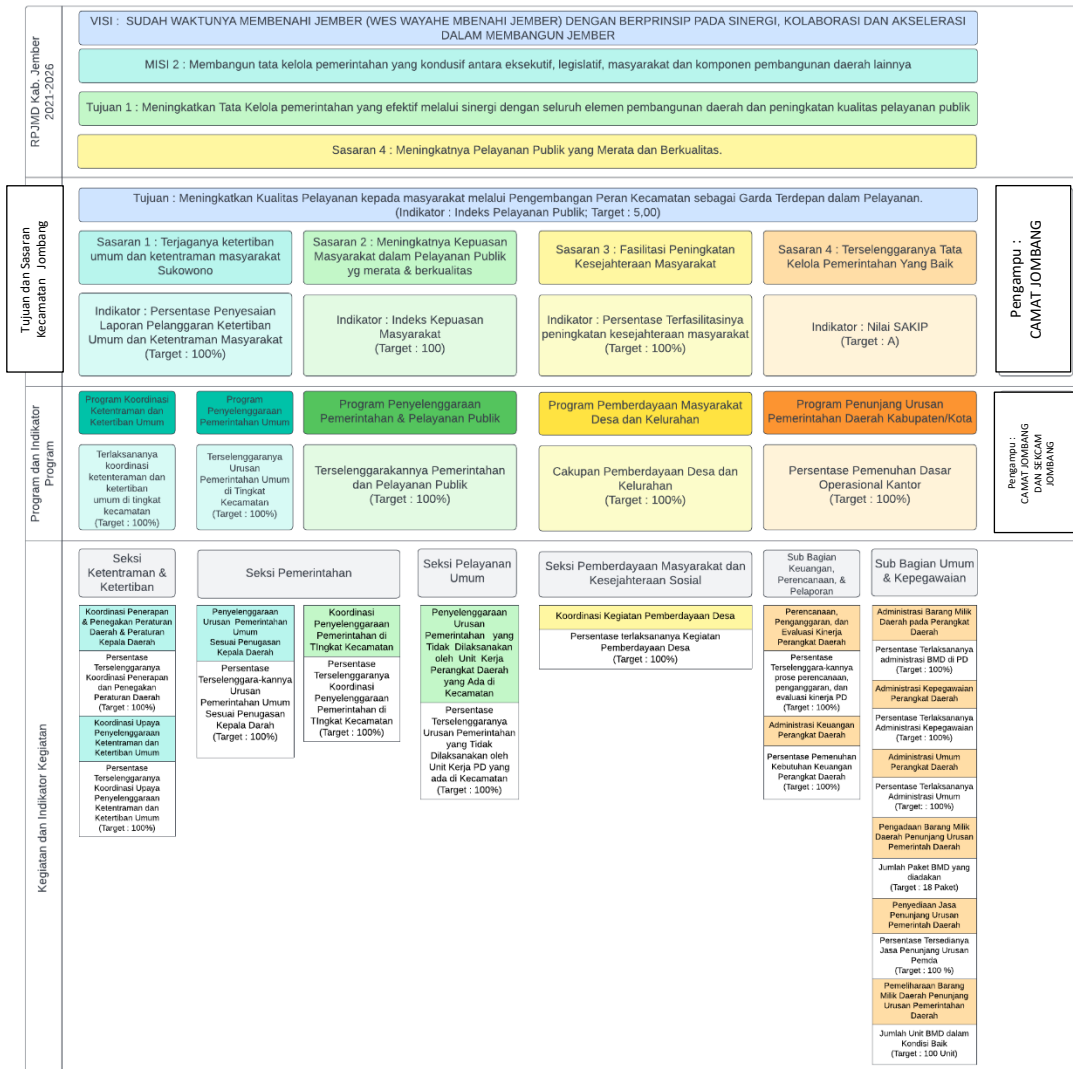 RPJMD Kab. Jember
2021-2026
VISI : SUDAH WAKTUNYA MEMBENAHI JEMBER (WES WAYAHE MBENAHI JEMBER) DENGAN BERPRINSIP PADA SINERGI, KOLABORASI DAN AKSELERASI
DALAM MEMBANGUN JEMBER
MISI 2 : Membangun tata kelola pemerintahan yang kondusif antara eksekutif, legislatif, masyarakat dan komponen pembangunan daerah lainnya
Tujuan 1 : Meningkatkan Tata Kelola pemerintahan yang efektif melalui sinergi dengan seluruh elemen pembangunan daerah dan peningkatan kualitas pelayanan publik
Sasaran 4 : Meningkatnya Pelayanan Publik yang Merata dan Berkualitas.
Tujuan dan Sasaran
Kecamatan Jombang
Tujuan : Meningkatkan Kualitas Pelayanan kepada masyarakat melalui Pengembangan Peran Kecamatan sebagai Garda Terdepan dalam Pelayanan.
(Indikator : Indeks Pelayanan Publik; Target : 5,00)
Sasaran 1 : Terjaganya ketertiban
umum dan ketentraman masyarakat
Sukowono
Sasaran 2 : Meningkatnya Kepuasan
Masyarakat dalam Pelayanan Publik
yg merata & berkualitas
Sasaran 3 : Fasilitasi Peningkatan
Kesejahteraan Masyarakat
Sasaran 4 : Terselenggaranya Tata
Kelola Pemerintahan Yang Baik
Indikator : Persentase Penyesaian
Laporan Pelanggaran Ketertiban
Umum dan Ketentraman Masyarakat
(Target : 100%)
Indikator : Indeks Kepuasan
Masyarakat
(Target : 100)
Indikator : Persentase Terfasilitasinya
peningkatan kesejahteraan masyarakat
(Target : 100%)
Indikator : Nilai SAKIP
(Target : A)
Pengampu :
CAMAT JOMBANG
Program dan Indikator
Program
Program Koordinasi
Ketentraman dan
Ketertiban Umum
Program
Penyelenggaraan
Pemerintahan Umum
Program Penyelenggaraan
Pemerintahan & Pelayanan Publik
Program Pemberdayaan Masyarakat
Desa dan Kelurahan
Program Penunjang Urusan
Pemerintahan Daerah Kabupaten/Kota
Terlaksananya
koordinasi
ketenteraman dan
ketertiban
umum di tingkat
kecamatan
(Target : 100%)
Terselenggaranya
Urusan
Pemerintahan Umum
di Tingkat
Kecamatan
(Target : 100%)
Terselenggarakannya Pemerintahan
dan Pelayanan Publik
(Target : 100%)
Cakupan Pemberdayaan Desa dan
Kelurahan
(Target : 100%)
Persentase Pemenuhan Dasar
Operasional Kantor
(Target : 100%)
Pengampu :
CAMAT JOMBANG
DAN SEKCAM
JOMBANG
Kegiatan dan Indikator Kegiatan
Seksi
Ketentraman &
Ketertiban
Koordinasi Penerapan
& Penegakan Peraturan
Daerah & Peraturan
Kepala Daerah
Persentase
Terselenggaranya
Koordinasi Penerapan
dan Penegakan
Peraturan Daerah
(Target : 100%)
Koordinasi Upaya
Penyelenggaraan
Ketentraman dan
Ketertiban Umum
Persentase
Terselenggaranya
Koordinasi Upaya
Penyelenggaraan
Ketentraman dan
Ketertiban Umum
(Target : 100%)
Seksi Pemerintahan
Penyelenggaraan
Urusan Pemerintahan
Umum
Sesuai Penugasan
Kepala Daerah
Persentase
Terselenggara-kannya
Urusan
Pemerintahan Umum
Sesuai Penugasan
Kepala Darah
(Target : 100%)
Koordinasi
Penyelenggaraan
Pemerintahan di
TIngkat Kecamatan
Persentase
Terselenggaranya
Koordinasi
Penyelenggaraan
Pemerintahan di
TIngkat Kecamatan
(Target : 100%)
Seksi Pelayanan
Umum
Penyelenggaraan
Urusan
Pemerintahan yang
Tidak Dilaksanakan
oleh Unit Kerja
Perangkat Daerah
yang Ada di
Kecamatan
Persentase
Terselenggaranya
Urusan Pemerintahan
yang Tidak
Dilaksanakan oleh
Unit Kerja PD yang
ada di Kecamatan
(Target : 100%)
Seksi Pemberdayaan Masyarakat dan
Kesejahteraan Sosial
Koordinasi Kegiatan Pemberdayaan Desa
Persentase terlaksananya Kegiatan
Pemberdayaan Desa
(Target : 100%)
Sub Bagian
Keuangan,
Perencanaan, &
Pelaporan
Perencanaan,
Penganggaran, dan
Evaluasi Kinerja
Perangkat Daerah
Persentase
Terselenggara-kannya
prose perencanaan,
penganggaran, dan
evaluasi kinerja PD
(Target : 100%)
Administrasi Keuangan
Perangkat Daerah
Persentase Pemenuhan
Kebutuhan Keuangan
Perangkat Daerah
(Target : 100%)
Sub Bagian Umum
& Kepegawaian
Administrasi Barang Milik
Daerah pada Perangkat
Daerah
Persentase Terlaksananya
administrasi BMD di PD
(Target : 100%)
Administrasi Kepegawaian
Perangkat Daerah
Persentase Terlaksananya
Administrasi Kepegawaian
(Target : 100%)
Administrasi Umum
Perangkat Daerah
Persentase Terlaksananya
Administrasi Umum
(Target: : 100%)
Pengadaan Barang Milik
Daerah Penunjang Urusan
Pemerintah Daerah
Jumlah Paket BMD yang
diadakan
(Target : 18 Paket)
Penyediaan Jasa
Penunjang Urusan
Pemerintah Daerah
Persentase Tersedianya
Jasa Penunjang Urusan
Pemda
(Target : 100 %)
Pemeliharaan Barang
Milik Daerah Penunjang
Urusan Pemerintahan
Daerah
Jumlah Unit BMD dalam
Kondisi Baik
(Target : 100 Unit)